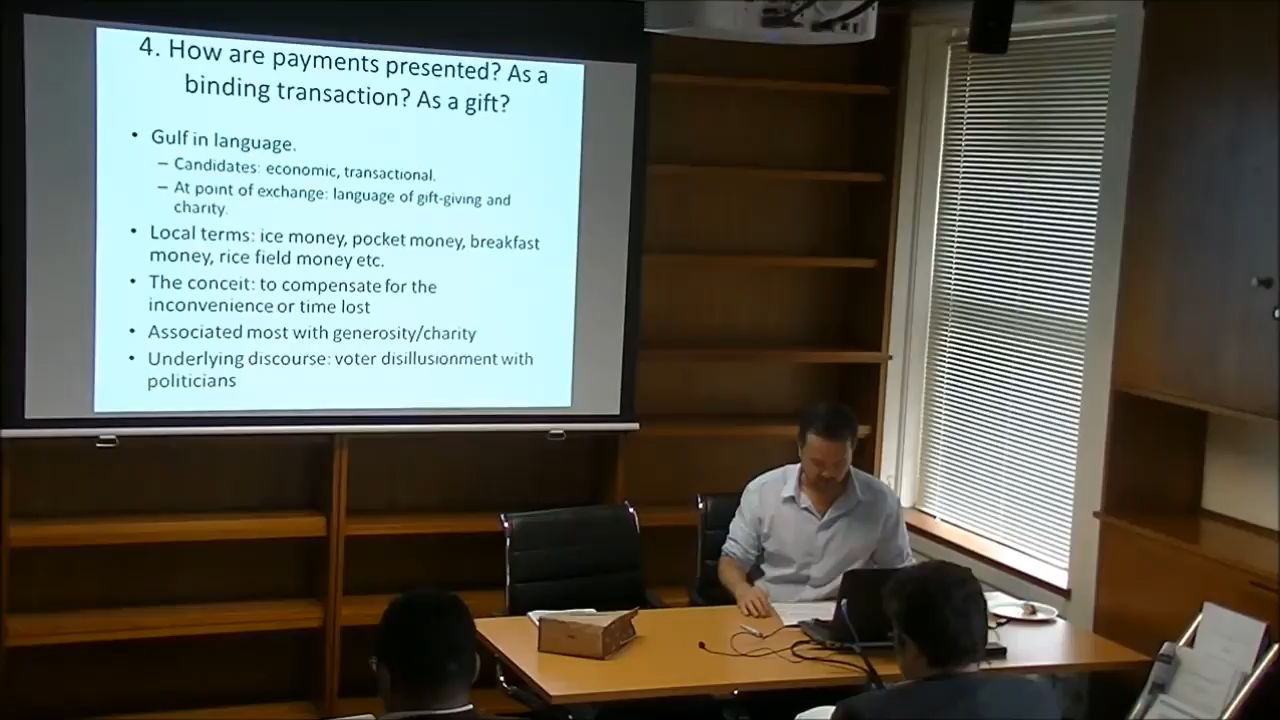 4. How are payments presented? As a
binding transaction? As a gift?
• Gulf in language.
– Candidates: economic, transactional.
– At point of exchange: language of gift-giving and
charity.
• Local terms: ice money, pocket money, breakfast
money, rice field money etc.
• The conceit: to compensate for the
inconvenience or time lost
• Associated most with generosity/charity
• Underlying discourse: voter disillusionment with
politicians